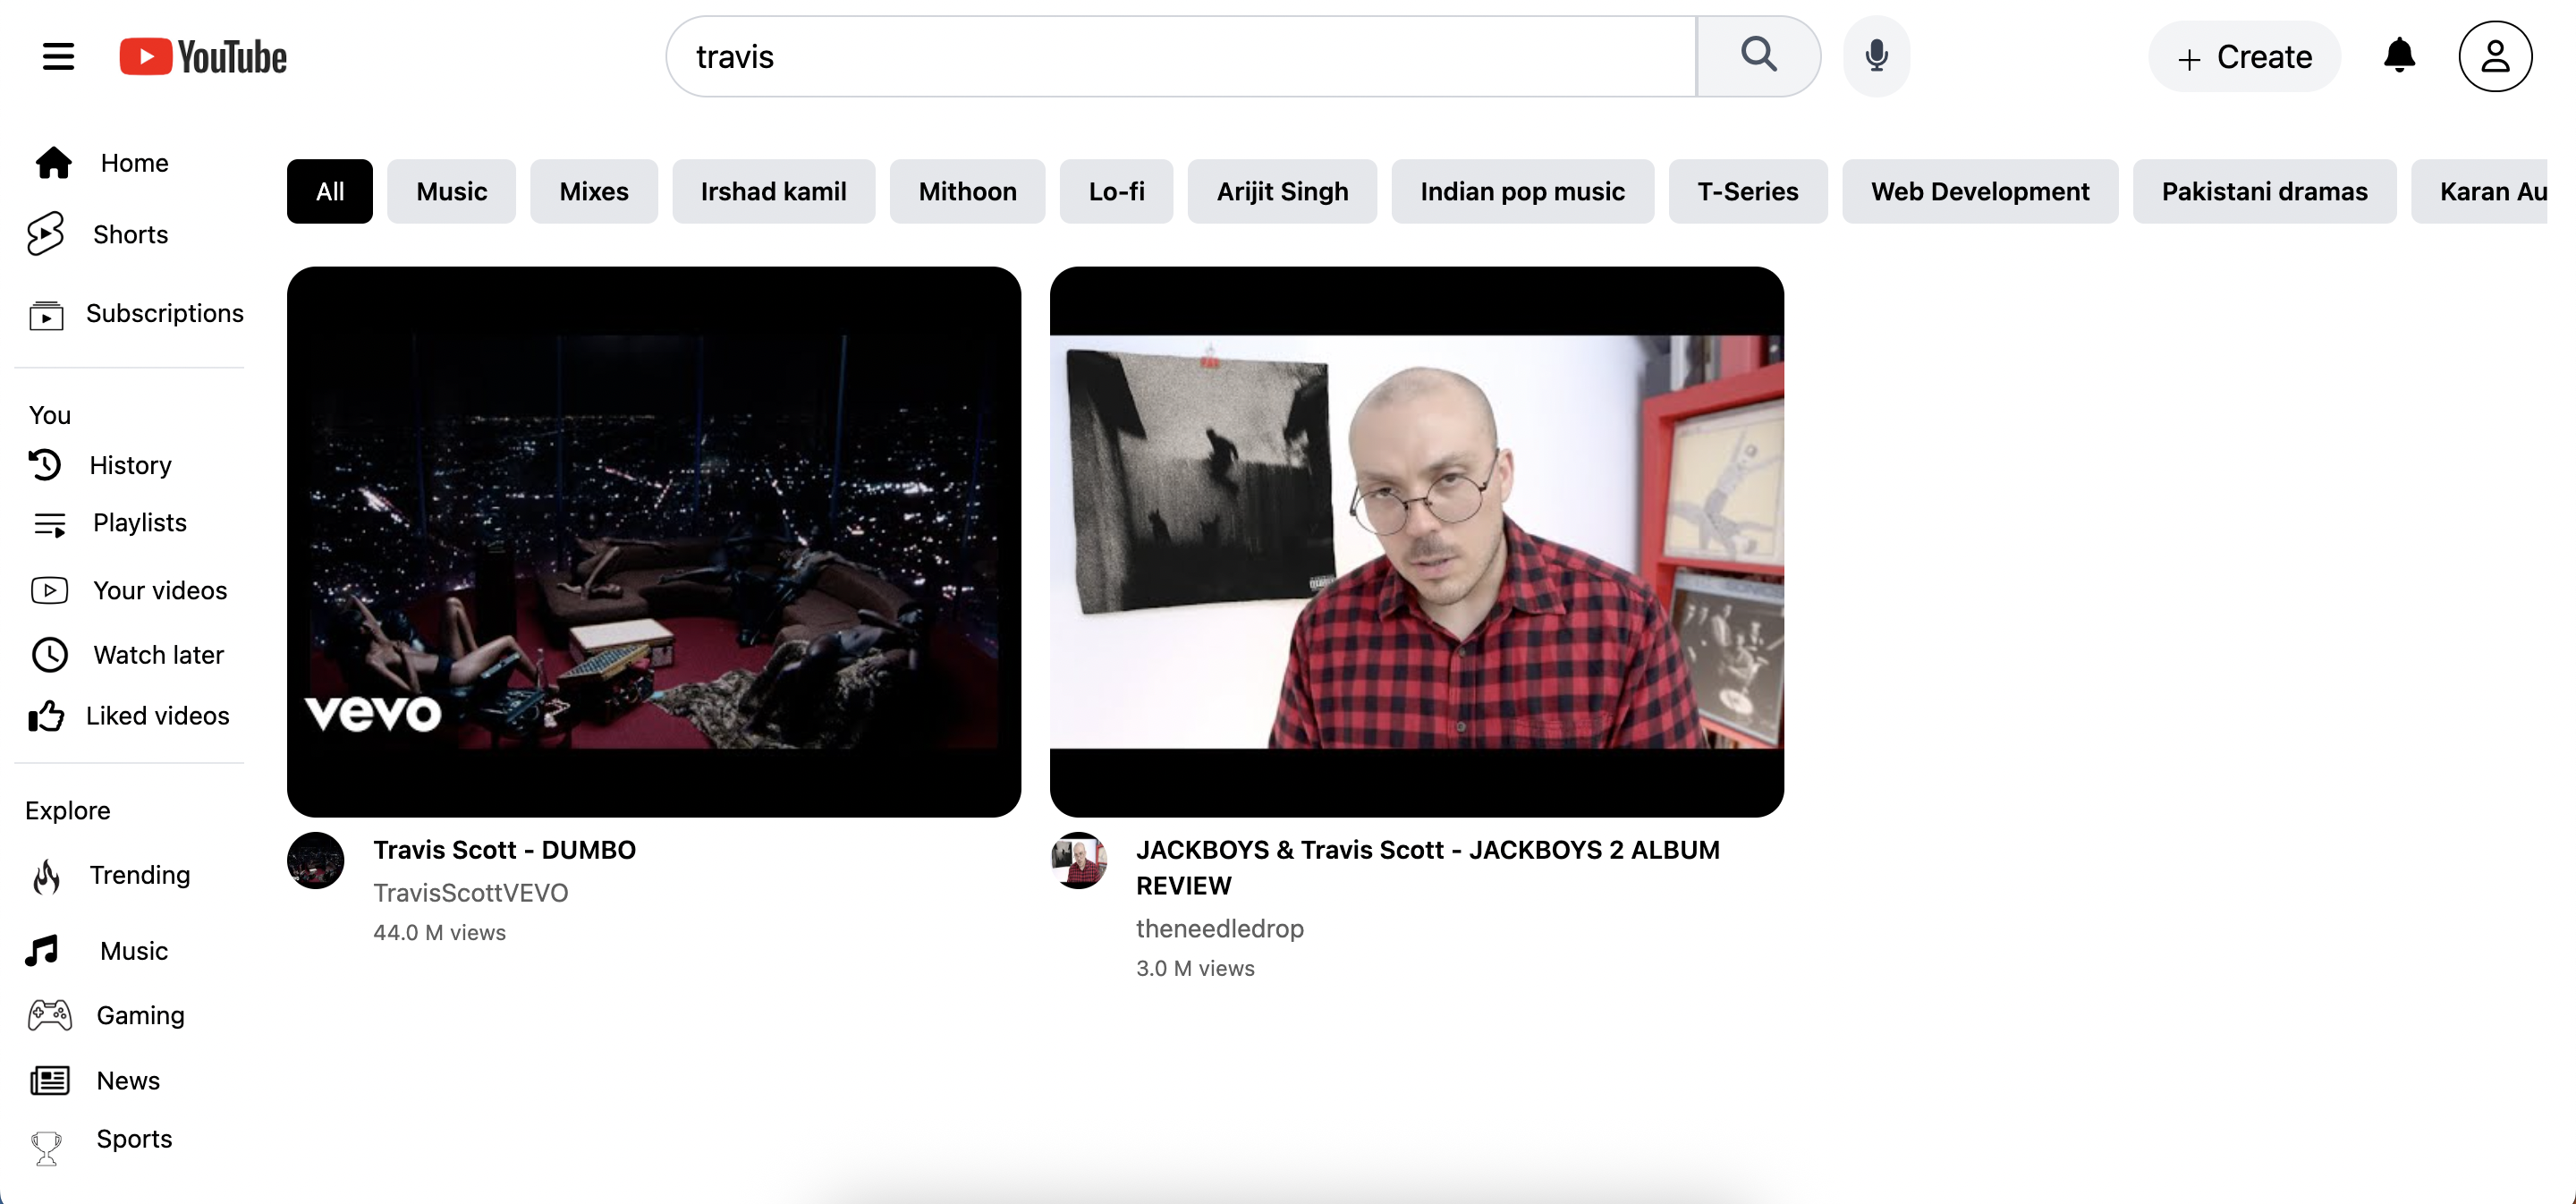 YouTube
travis
Create
Home
Shorts
Subscriptions
You
History
Playlists
Your videos
Watch later
Liked videos
Explore
Trending
Music
Gaming
News
Sports
All
Music
Mixes
Irshad kamil
Mithoon
Lo-fi
Arijit Singh
Indian pop music
T-Series
Web Development
Pakistani dramas
Karan Au
vevo
Travis Scott - DUMBO
TravisScottVEVO
44.0 M views
JACKBOYS & Travis Scott - JACKBOYS 2 ALBUM
REVIEW
theneedledrop
3.0 M views